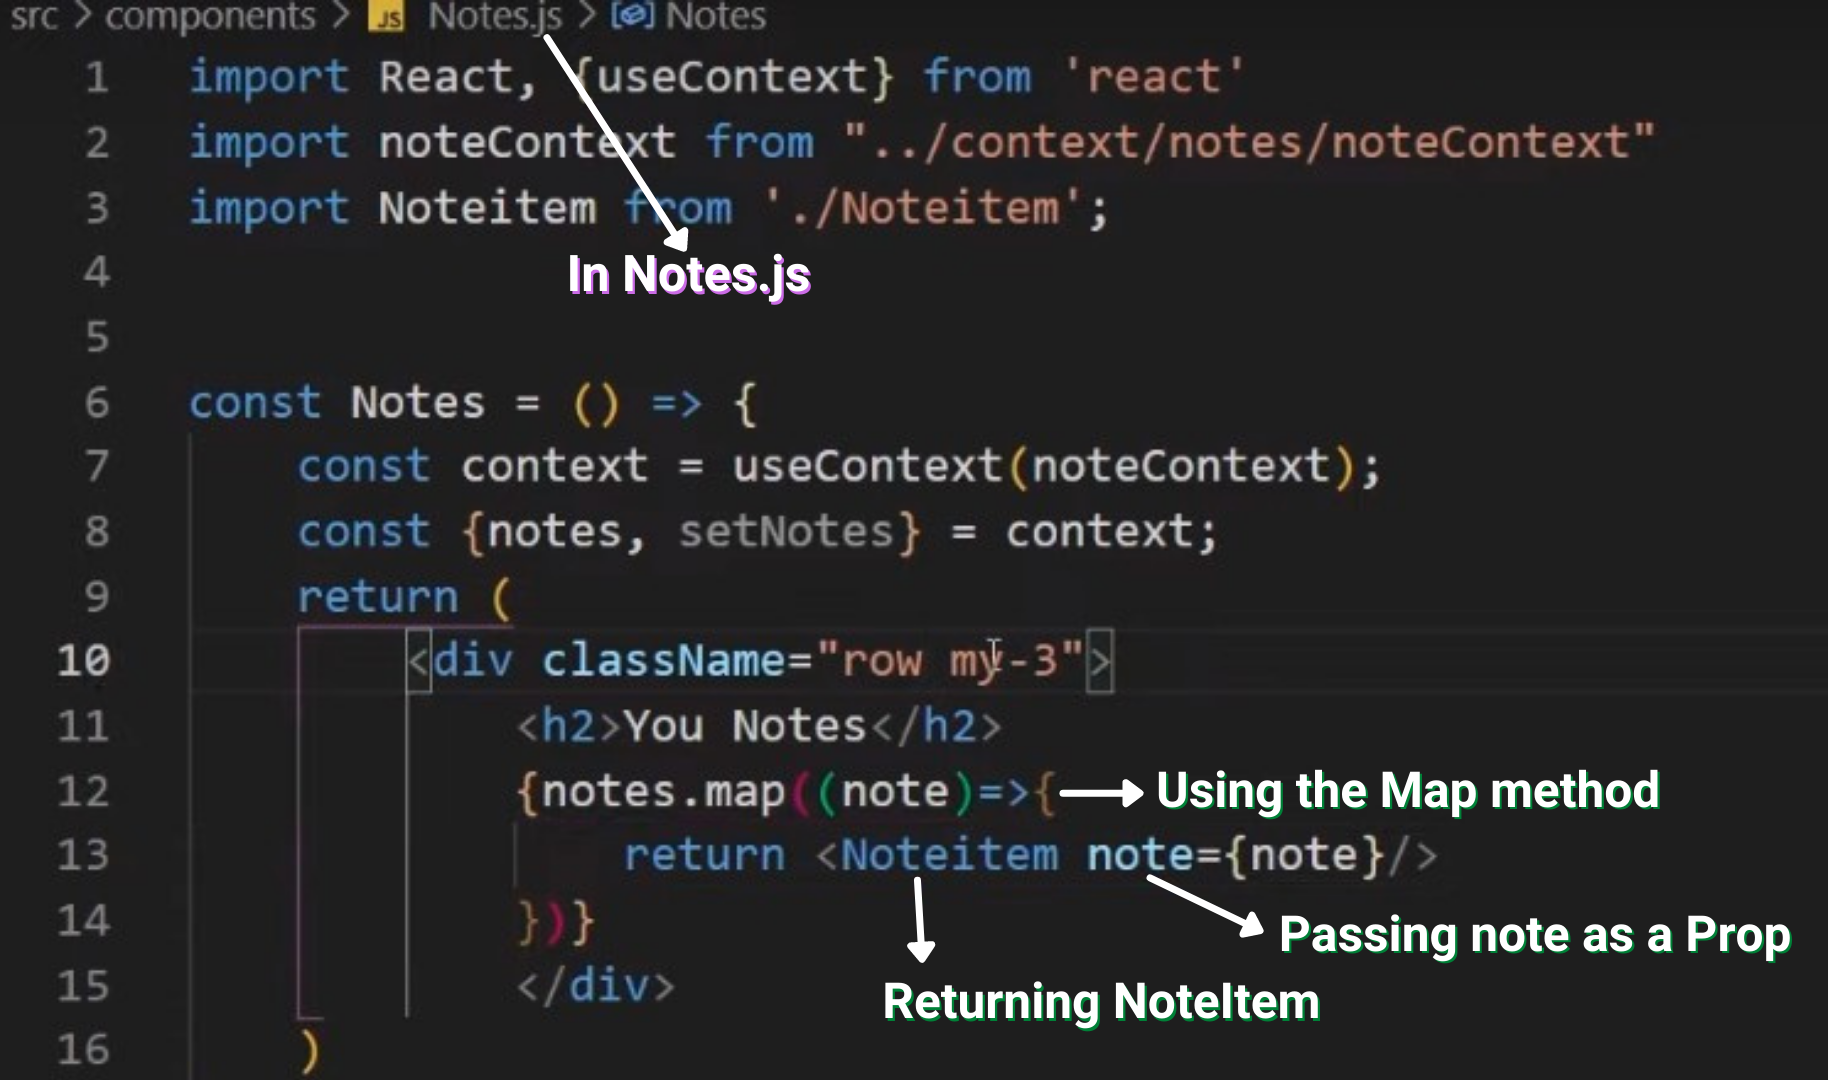 src > components > JS Notes.js > Notes
1 import React, {useContext} from 'react'
2 import noteContext from "../context/notes/noteContext"
3 import Noteitem from './Noteitem';
4 In Notes.js
5
6 const Notes = () => {
7 const context = useContext(noteContext);
8 const {notes, setNotes} = context;
9 return (
10 <div className="row my-3">
11 <h2>You Notes</h2>
12 {notes.map((note)=>{ Using the Map method
13 return <Noteitem note={note}/>
14 })}
Passing note as a Prop
15 </div>
Returning NoteItem
16 )